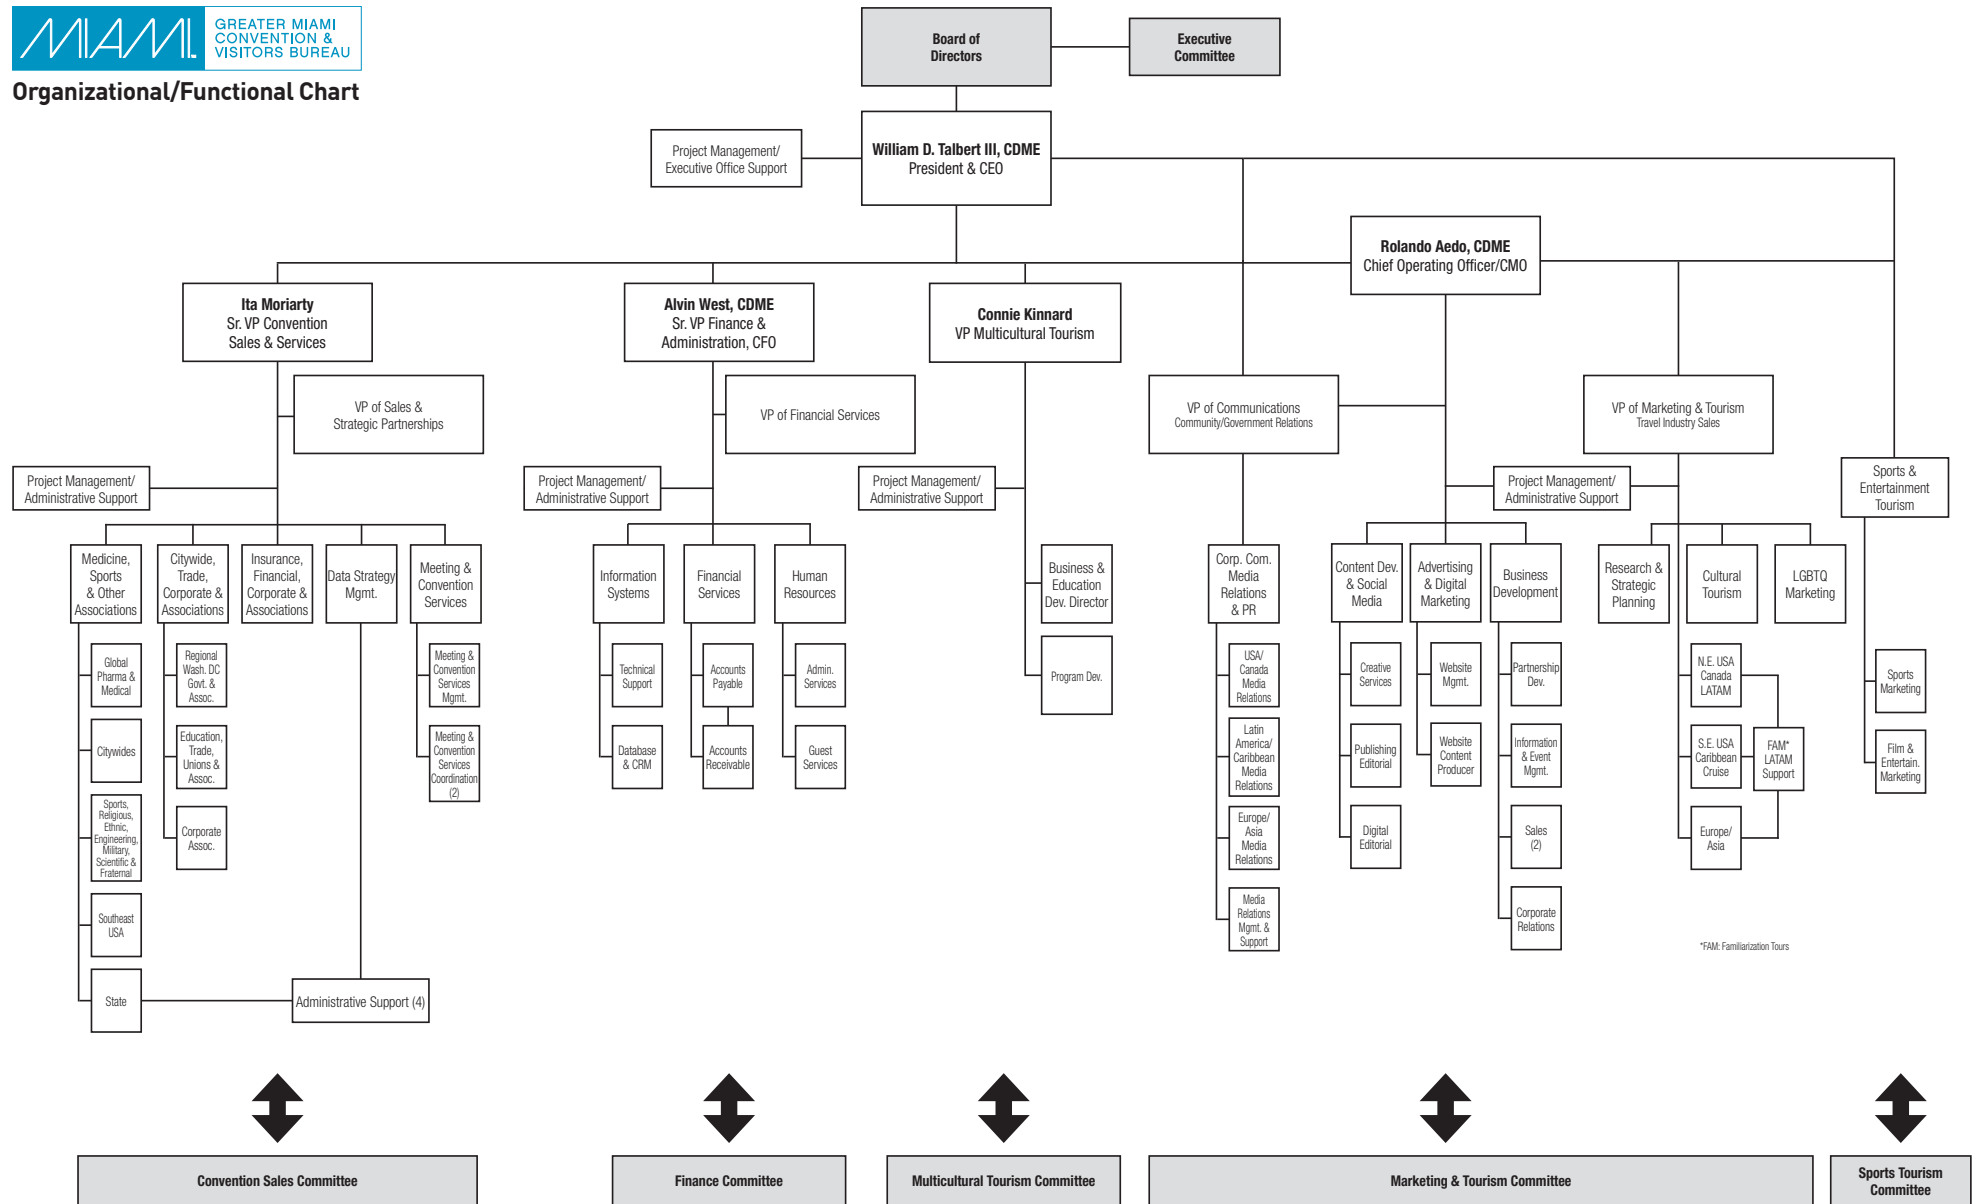 MIAMI
GREATER MIAMI
CONVENTION &
VISITORS BUREAU
Organizational/Functional Chart
Board of
Directors
Executive
Committee
Project Management/
Executive Office Support
William D. Talbert III, CDME
President & CEO
Rolando Aedo, CDME
Chief Operating Officer/CMO
Ita Moriarty
Sr. VP Convention
Sales & Services
Alvin West, CDME
Sr. VP Finance &
Administration, CFO
Connie Kinnard
VP Multicultural Tourism
VP of Sales &
Strategic Partnerships
VP of Financial Services
VP of Communications
Community/Government Relations
VP of Marketing & Tourism
Travel Industry Sales
Project Management/
Administrative Support
Project Management/
Administrative Support
Project Management/
Administrative Support
Project Management/
Administrative Support
Sports &
Entertainment
Tourism
Medicine,
Sports
& Other
Associations
Citywide,
Trade,
Corporate &
Associations
Insurance,
Financial,
Corporate &
Associations
Data Strategy
Mgmt.
Meeting &
Convention
Services
Information
Systems
Financial
Services
Human
Resources
Business &
Education
Dev. Director
Corp. Com.
Media
Relations
& PR
Content Dev.
& Social
Media
Advertising
& Digital
Marketing
Business
Development
Research &
Strategic
Planning
Cultural
Tourism
LGBTQ
Marketing
Global
Pharma &
Medical
Regional
Wash. DC
Govt. &
Assoc.
Meeting &
Convention
Services
Mgmt.
Technical
Support
Accounts
Payable
Admin.
Services
Program Dev.
USA/
Canada
Media
Relations
Creative
Services
Website
Mgmt.
Partnership
Dev.
N.E. USA
Canada
LATAM
Sports
Marketing
Citywides
Education,
Trade,
Unions &
Assoc.
Meeting &
Convention
Services
Coordination
(2)
Database
& CRM
Accounts
Receivable
Guest
Services
Latin
America/
Caribbean
Media
Relations
Publishing
Editorial
Website
Content
Producer
Information
& Event
Mgmt.
S.E. USA
Caribbean
Cruise
FAM*
LATAM
Support
Film &
Entertain.
Marketing
Sports,
Religious,
Ethnic,
Engineering,
Military,
Scientific &
Fraternal
Corporate
Assoc.
Europe/
Asia
Media
Relations
Digital
Editorial
Sales
(2)
Europe/
Asia
Southeast
USA
Media
Relations
Mgmt. &
Support
Corporate
Relations
*FAM: Familiarization Tours
State
Administrative Support (4)
Convention Sales Committee
Finance Committee
Multicultural Tourism Committee
Marketing & Tourism Committee
Sports Tourism
Committee